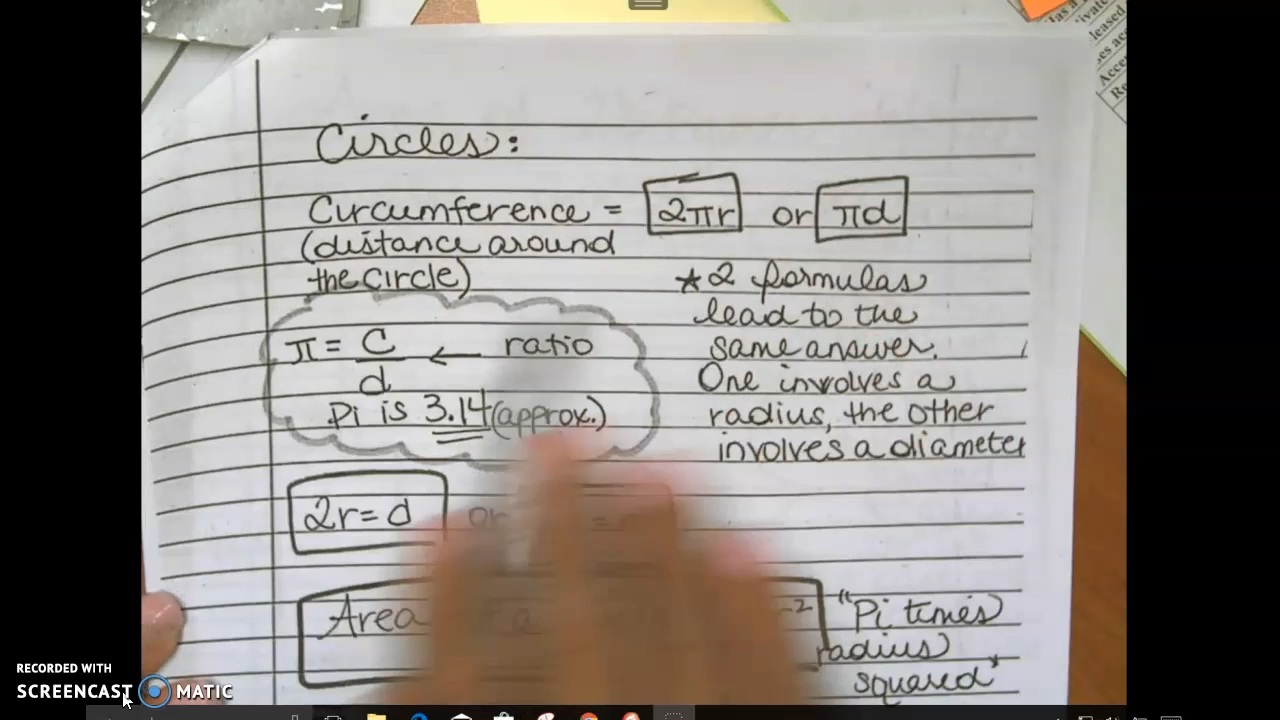 Circles:
Circumference = 2πr or πd
(distance around
the circle)
★2 formulas
lead to the
same answer.
One involves a
radius, the other
involves a diameter
π = C/d ← ratio
Pi is 3.14 (approx.)
2r = d or
Area
"Pi times
radius
squared"
RECORDED WITH
SCREENCAST MATIC